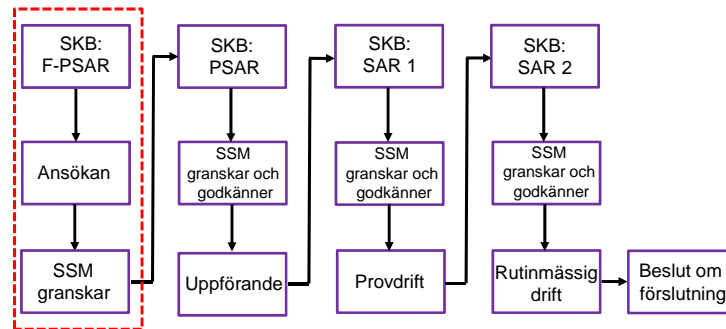 SKB:
F-PSAR
Ansökan
SSM
granskar
SKB:
PSAR
SSM
granskar och
godkänner
Uppförande
SKB:
SAR 1
SSM
granskar och
godkänner
Provdrift
SKB:
SAR 2
SSM
granskar och
godkänner
Rutinmässig
drift
Beslut om
förslutning